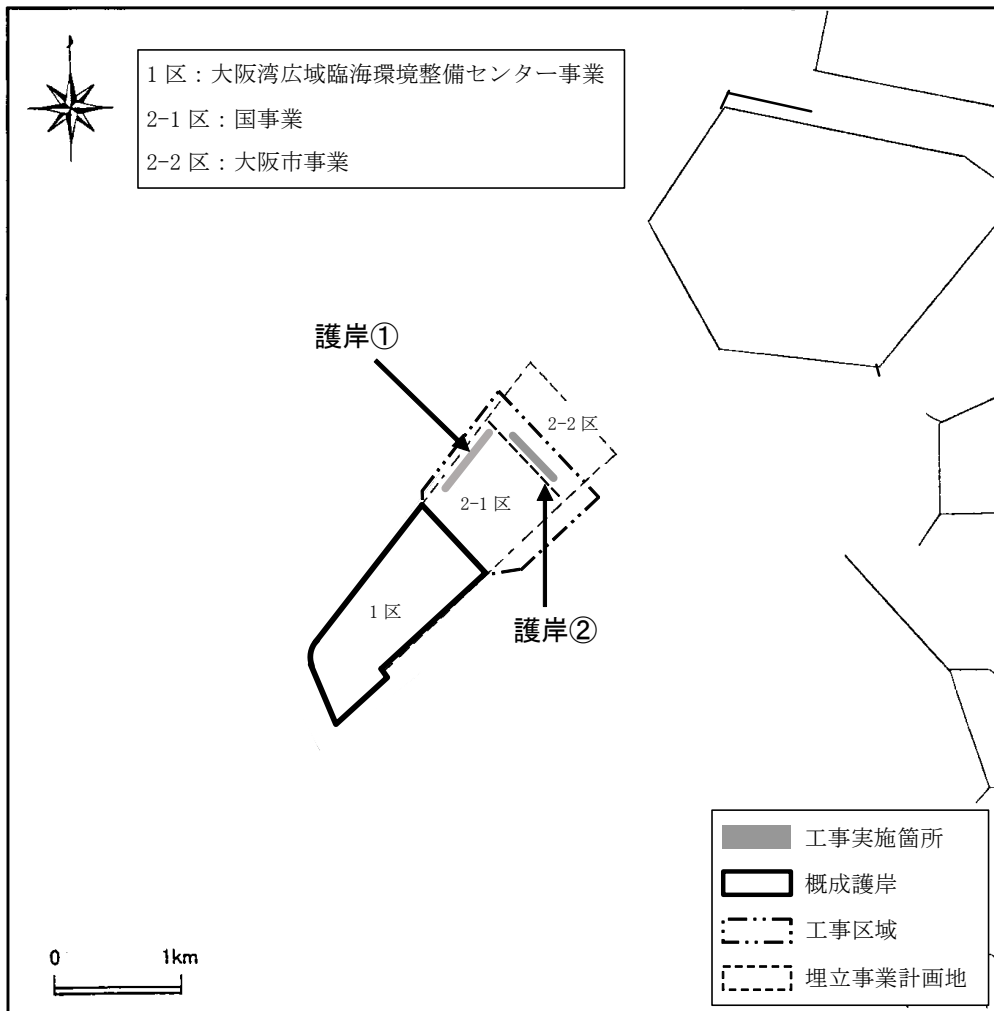 1 区：大阪湾広域臨海環境整備センター事業
2-1 区：国事業
2-2 区：大阪市事業
護岸①
2-2 区
2-1 区
1 区
護岸②
工事実施箇所
概成護岸
工事区域
埋立事業計画地
0 1km